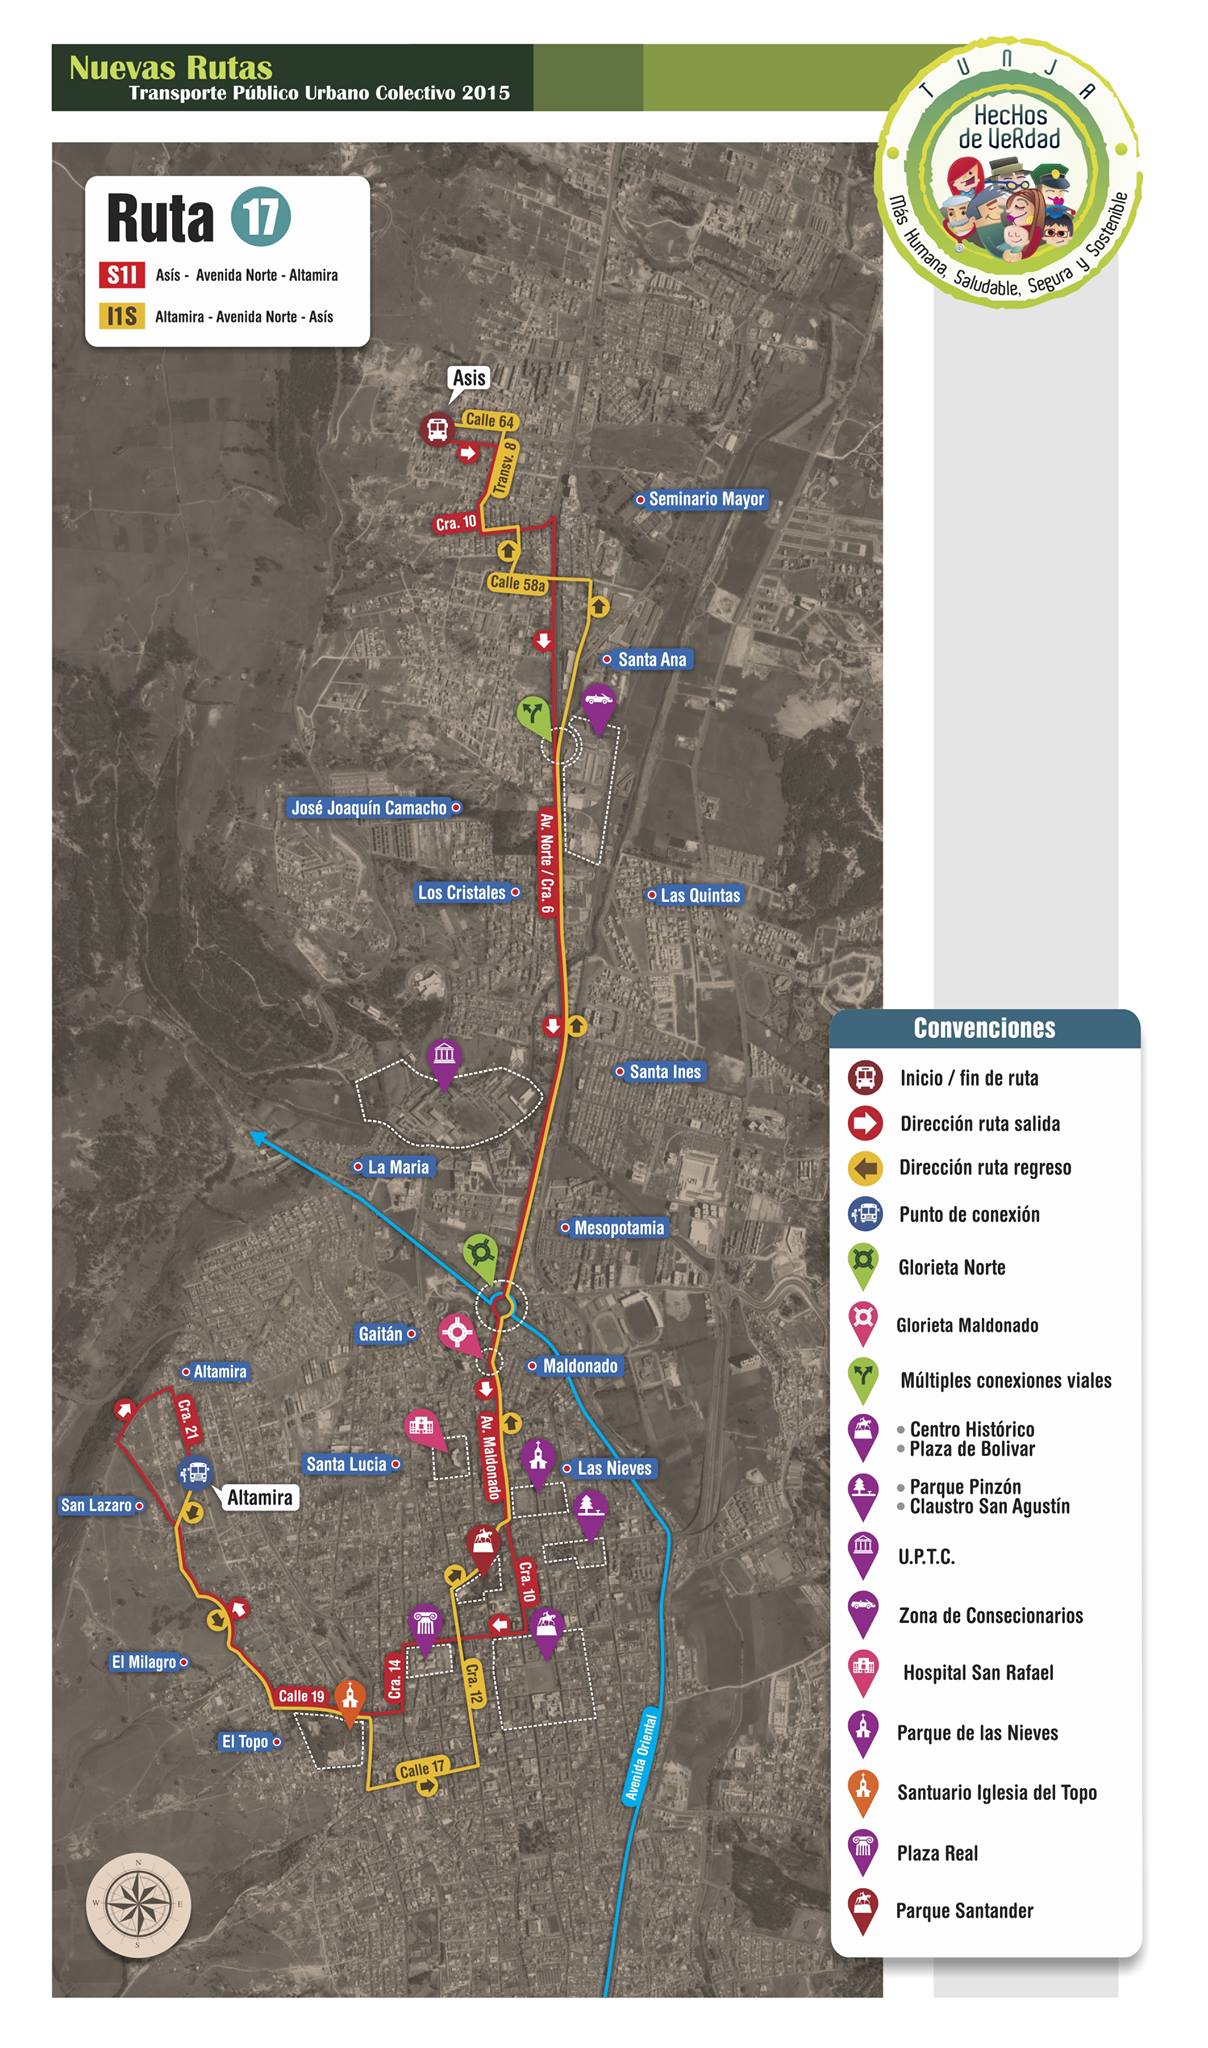 Nuevas Rutas
Transporte Público Urbano Colectivo 2015
TUNJA
HecHos
de VeRdad
Más Humana, Saludable, Segura y Sostenible
Ruta 17
S1I Asís - Avenida Norte - Altamira
I1S Altamira - Avenida Norte - Asís
Asis
Calle 64
Transv. 8
Seminario Mayor
Cra. 10
Calle 58a
Santa Ana
José Joaquín Camacho
Av. Norte / Cra. 6
Los Cristales
Las Quintas
Santa Ines
La Maria
Mesopotamia
Gaitán
Maldonado
Altamira
Cra. 21
Av. Maldonado
Santa Lucia
Las Nieves
Altamira
San Lazaro
Cra. 10
El Milagro
Cra. 14
Cra. 12
Calle 19
El Topo
Calle 17
Avenida Oriental
N
W
E
S
Convenciones
Inicio / fin de ruta
Dirección ruta salida
Dirección ruta regreso
Punto de conexión
Glorieta Norte
Glorieta Maldonado
Múltiples conexiones viales
• Centro Histórico
• Plaza de Bolivar
• Parque Pinzón
• Claustro San Agustín
U.P.T.C.
Zona de Consecionarios
Hospital San Rafael
Parque de las Nieves
Santuario Iglesia del Topo
Plaza Real
Parque Santander